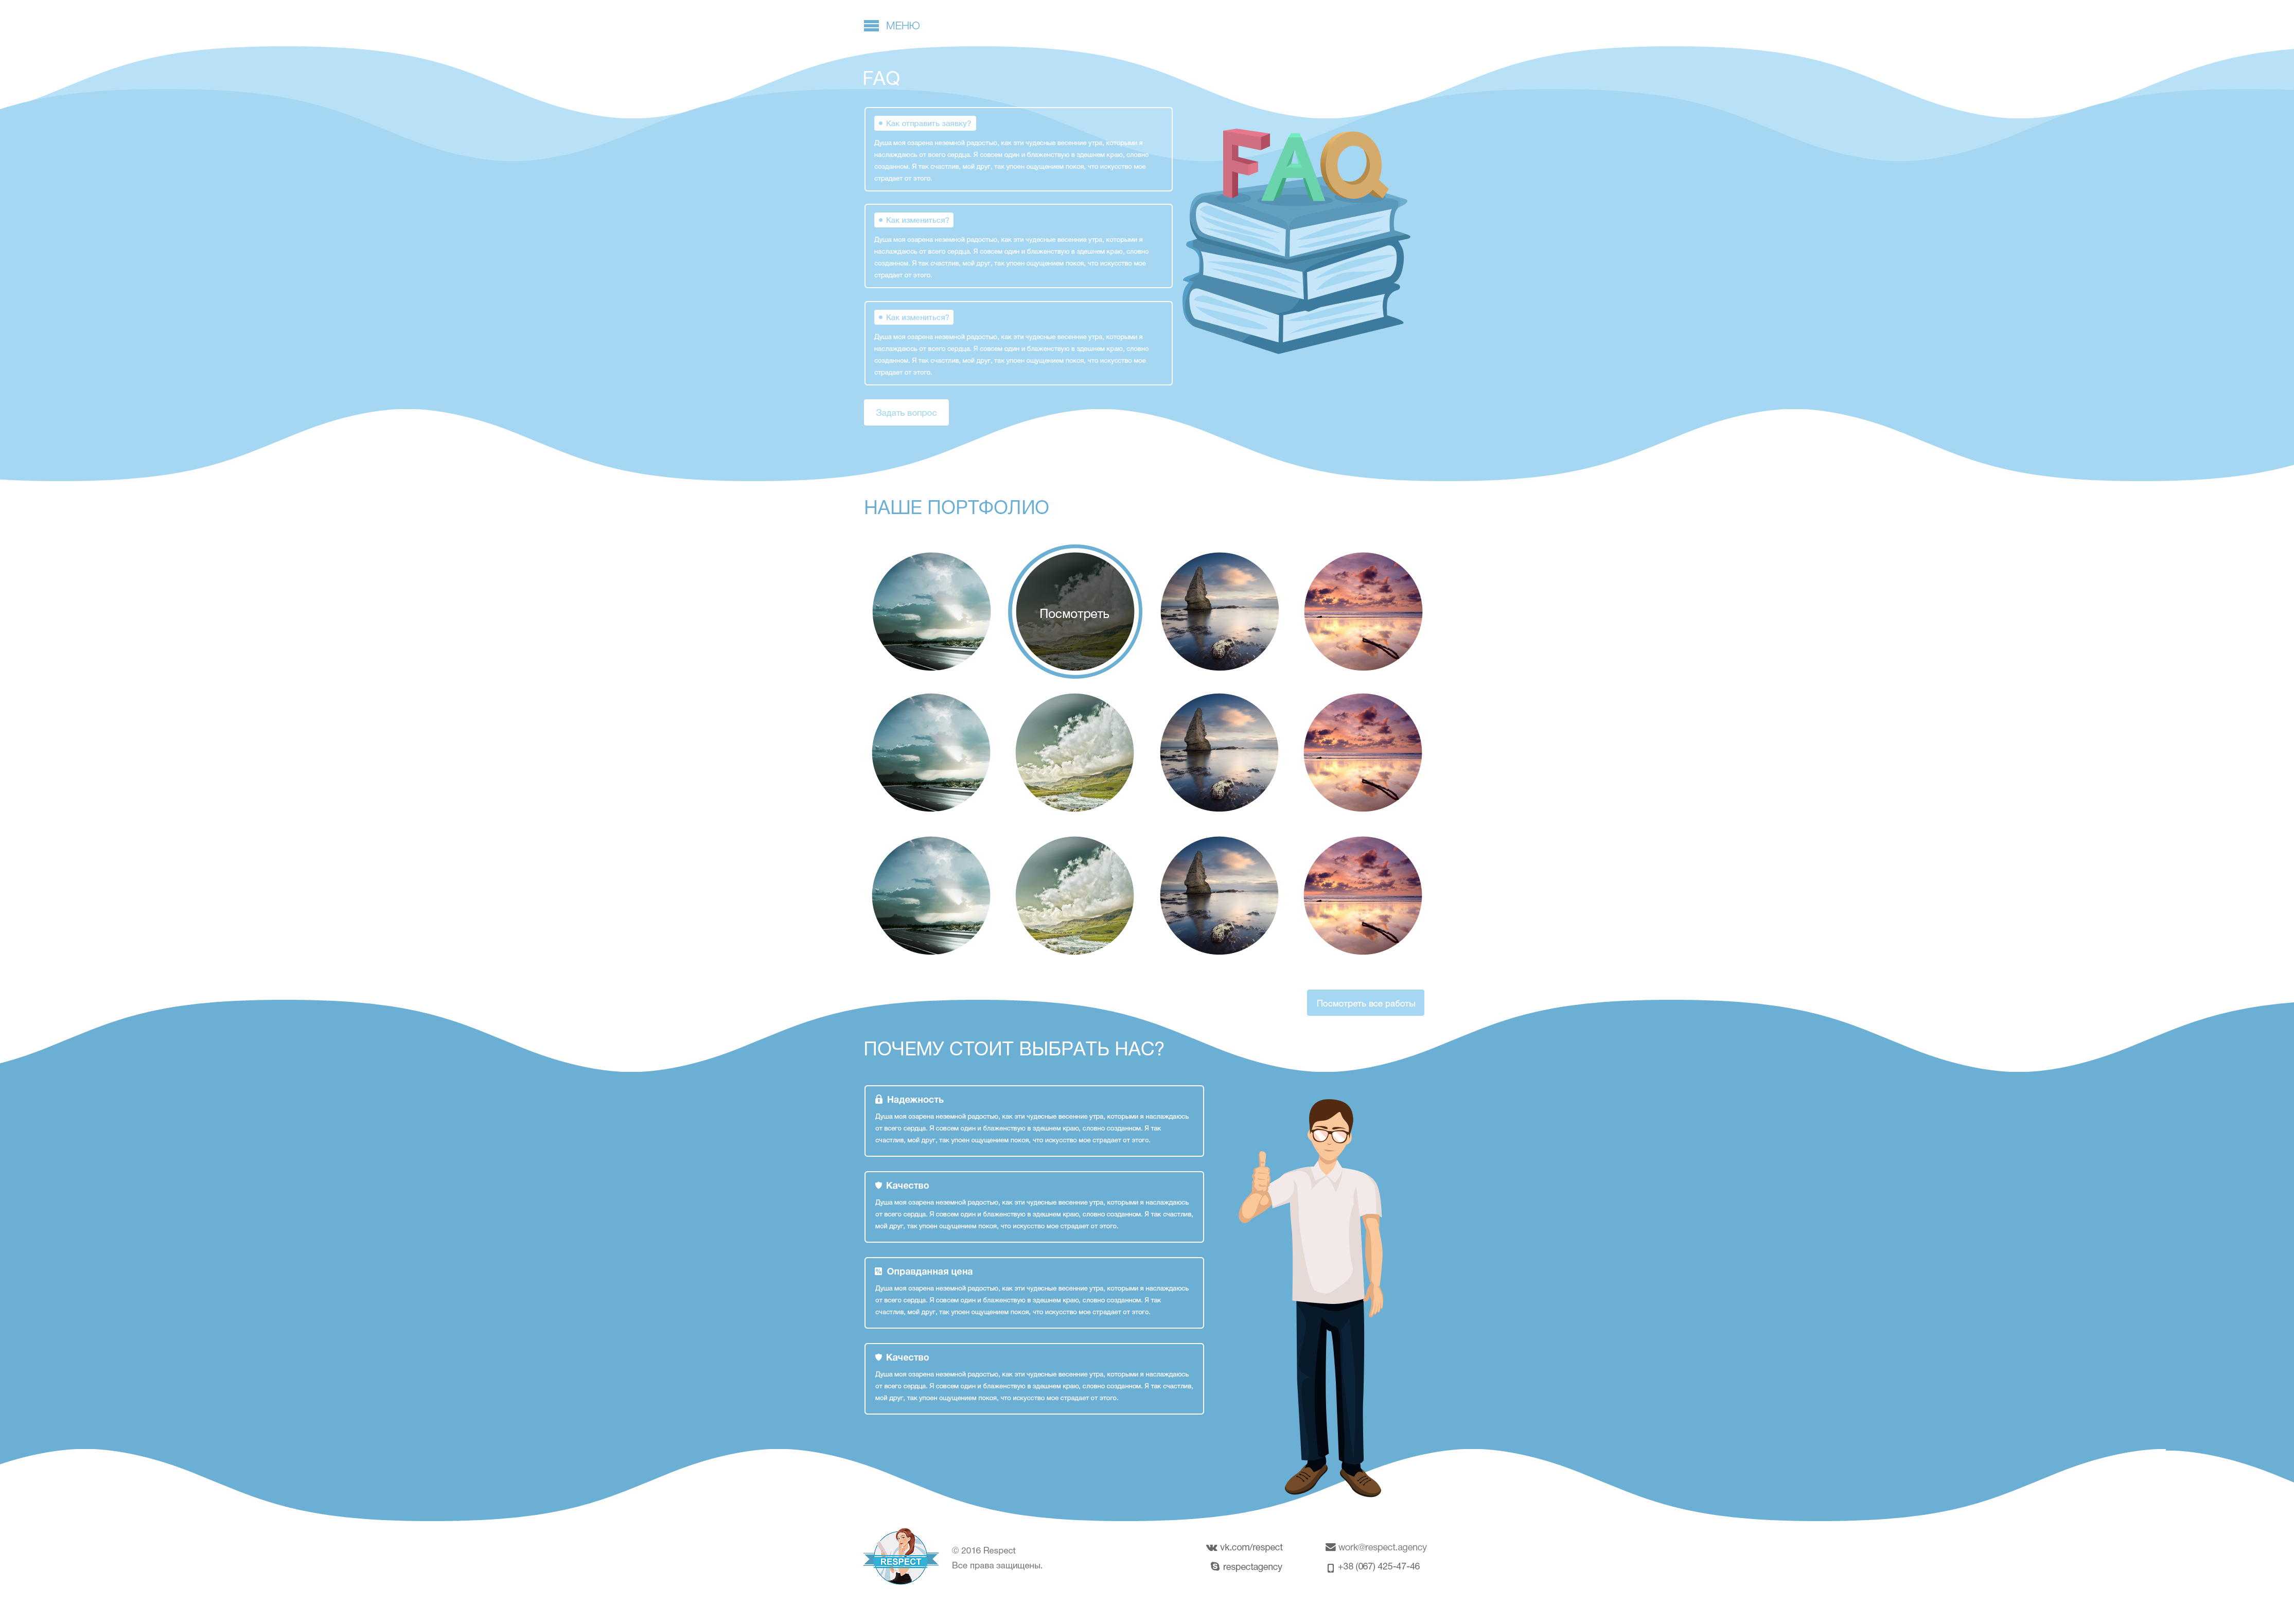 МЕНЮ
FAQ
Как отправить заявку?
Душа моя озарена неземной радостью, как эти чудесные весенние утра, которыми я
наслаждаюсь от всего сердца. Я совсем один и блаженствую в здешнем краю, словно
созданном. Я так счастлив, мой друг, так упоен ощущением покоя, что искусство мое
страдает от этого.
Как измениться?
Душа моя озарена неземной радостью, как эти чудесные весенние утра, которыми я
наслаждаюсь от всего сердца. Я совсем один и блаженствую в здешнем краю, словно
созданном. Я так счастлив, мой друг, так упоен ощущением покоя, что искусство мое
страдает от этого.
Как измениться?
Душа моя озарена неземной радостью, как эти чудесные весенние утра, которыми я
наслаждаюсь от всего сердца. Я совсем один и блаженствую в здешнем краю, словно
созданном. Я так счастлив, мой друг, так упоен ощущением покоя, что искусство мое
страдает от этого.
Задать вопрос
FAQ
НАШЕ ПОРТФОЛИО
Посмотреть
Посмотреть все работы
ПОЧЕМУ СТОИТ ВЫБРАТЬ НАС?
Надежность
Душа моя озарена неземной радостью, как эти чудесные весенние утра, которыми я наслаждаюсь
от всего сердца. Я совсем один и блаженствую в здешнем краю, словно созданном. Я так
счастлив, мой друг, так упоен ощущением покоя, что искусство мое страдает от этого.
Качество
Душа моя озарена неземной радостью, как эти чудесные весенние утра, которыми я наслаждаюсь
от всего сердца. Я совсем один и блаженствую в здешнем краю, словно созданном. Я так счастлив,
мой друг, так упоен ощущением покоя, что искусство мое страдает от этого.
Оправданная цена
Душа моя озарена неземной радостью, как эти чудесные весенние утра, которыми я наслаждаюсь
от всего сердца. Я совсем один и блаженствую в здешнем краю, словно созданном. Я так
счастлив, мой друг, так упоен ощущением покоя, что искусство мое страдает от этого.
Качество
Душа моя озарена неземной радостью, как эти чудесные весенние утра, которыми я наслаждаюсь
от всего сердца. Я совсем один и блаженствую в здешнем краю, словно созданном. Я так счастлив,
мой друг, так упоен ощущением покоя, что искусство мое страдает от этого.
RESPECT
© 2016 Respect
Все права защищены.
vk.com/respect
respectagency
work@respect.agency
+38 (067) 425-47-46